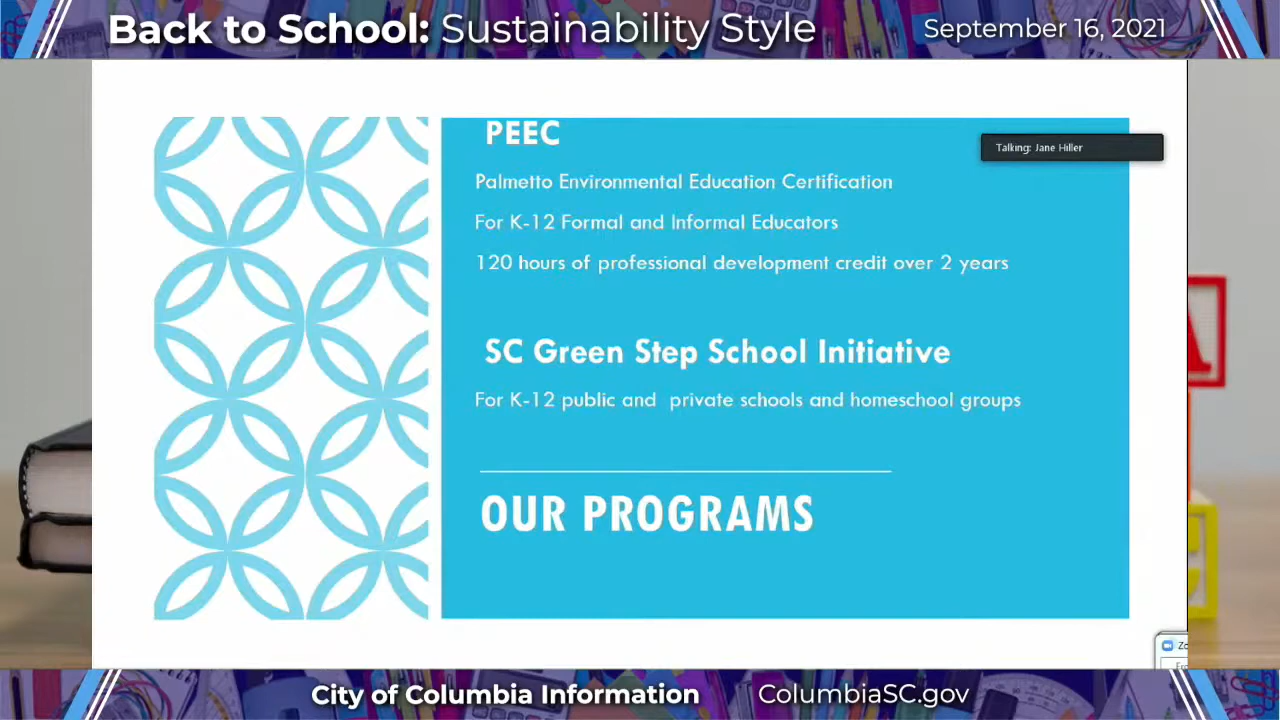 Back to School: Sustainability Style
September 16, 2021
PEEC
Talking: Jane Hiller
Palmetto Environmental Education Certification
For K-12 Formal and Informal Educators
120 hours of professional development credit over 2 years
SC Green Step School Initiative
For K-12 public and private schools and homeschool groups
OUR PROGRAMS
City of Columbia Information
ColumbiaSC.gov